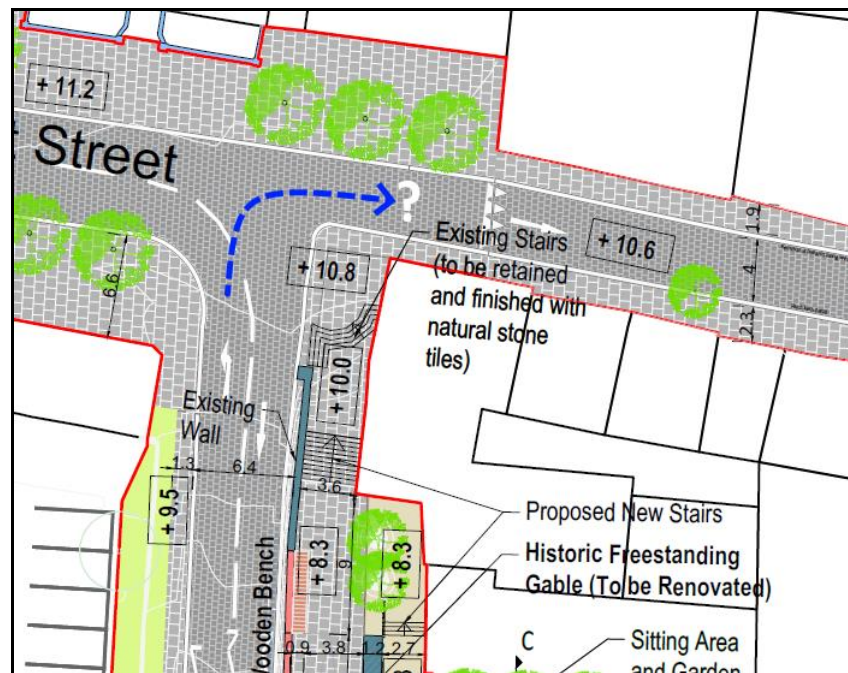 + 11.2
Street
?
1.9
Existing Stairs
(to be retained
and finished with
natural stone
tiles)
+ 10.6
+ 10.8
4
6.6
2.3
+ 10.0
Existing
Wall
1.3
6.4
3.6
+ 9.5
Proposed New Stairs
Historic Freestanding
Gable (To be Renovated)
+ 8.3
9
+ 8.3
Wooden Bench
0.9
3.8
1.2
2.7
C
Sitting Area
and Garden